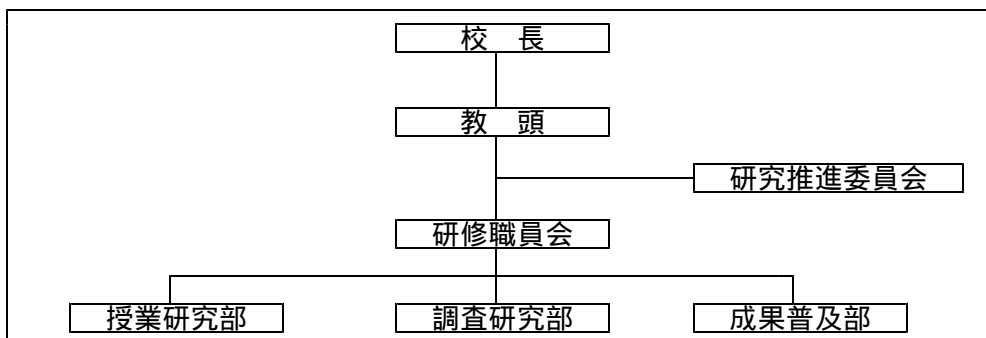 校　長
教　頭
研究推進委員会
研修職員会
授業研究部　調査研究部　成果普及部